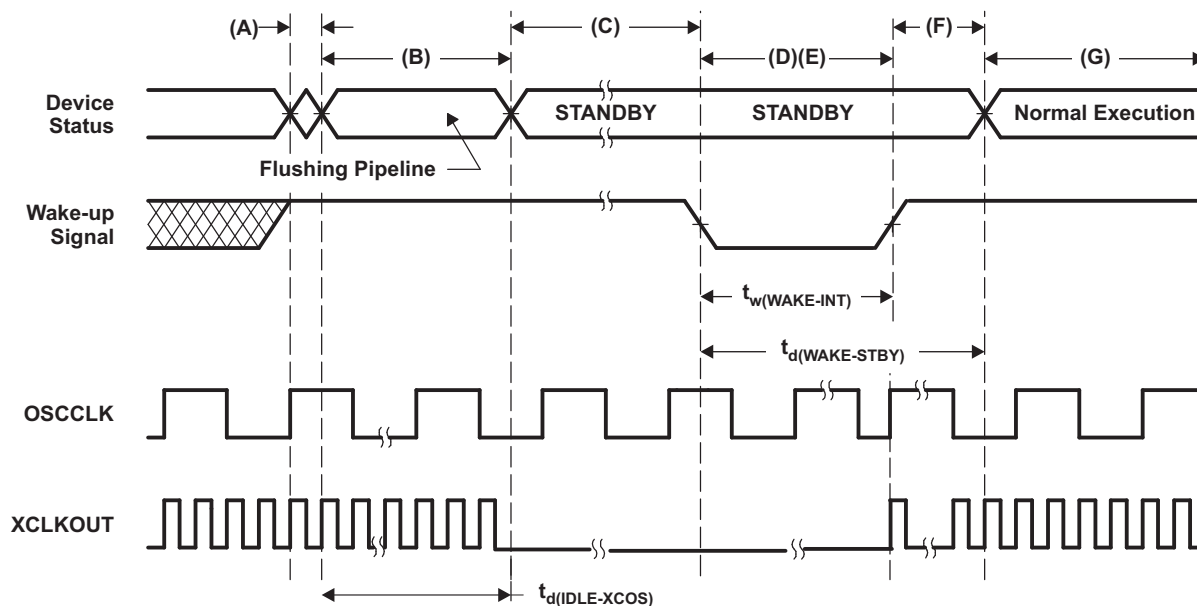 (A)
(C)
(F)
(B)
(D)(E)
(G)
Device
Status
STANDBY
STANDBY
Normal Execution
Flushing Pipeline
Wake-up
Signal
tw(WAKE-INT)
td(WAKE-STBY)
OSCCLK
XCLKOUT
td(IDLE-XCOS)